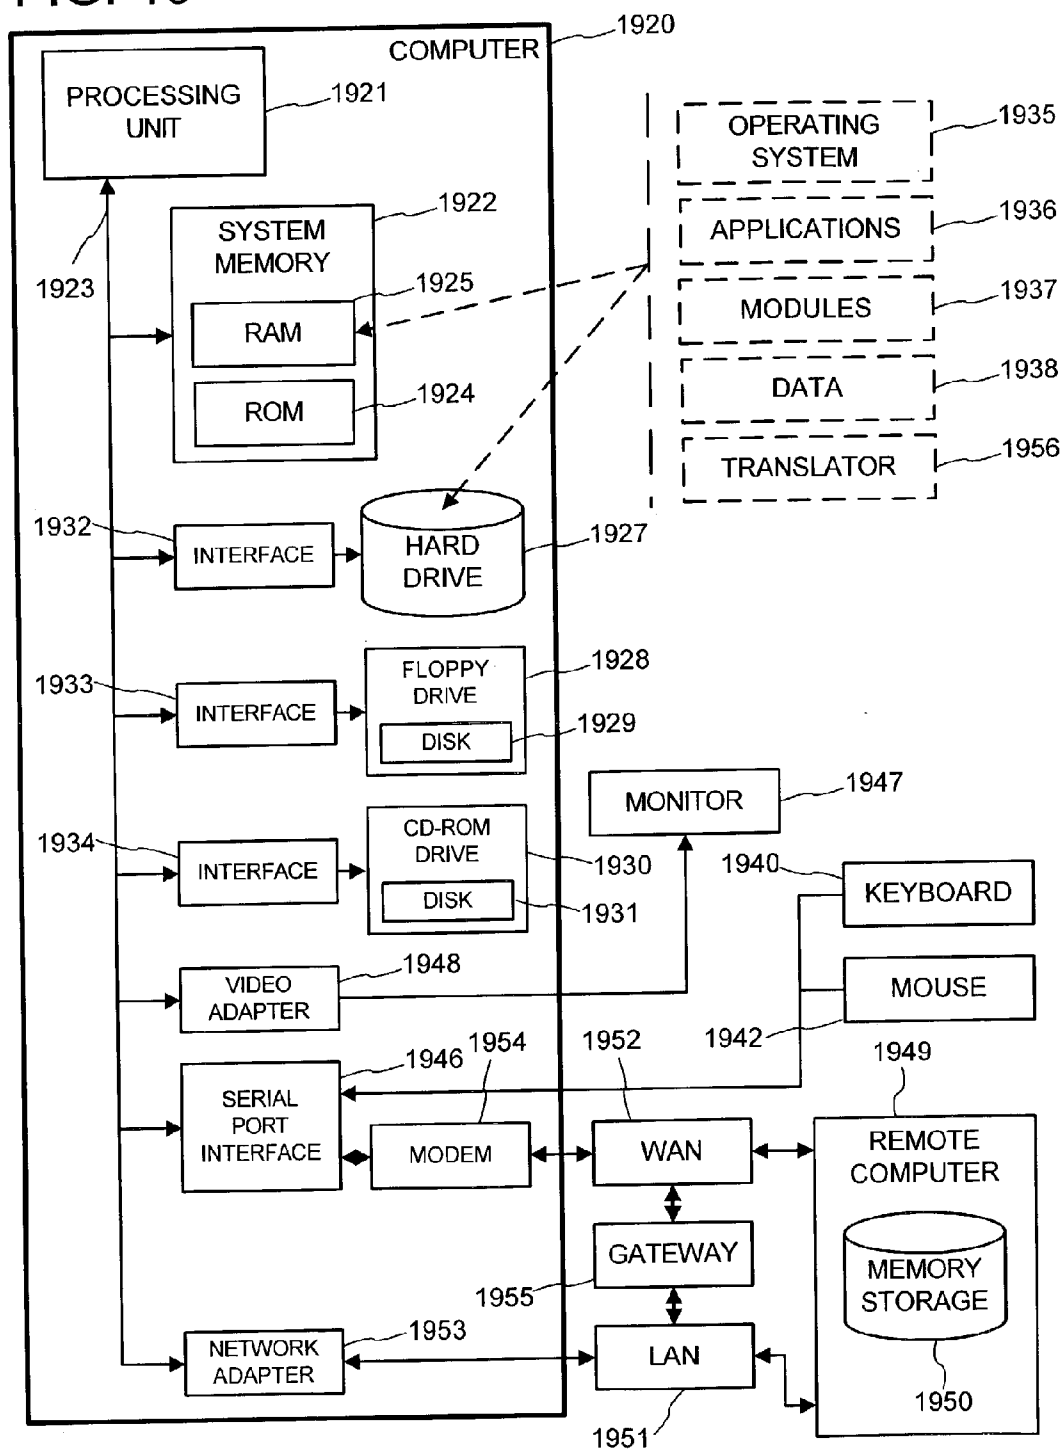 COMPUTER
1920
PROCESSING
UNIT
1921
1923
SYSTEM
MEMORY
1922
RAM
1925
ROM
1924
OPERATING
SYSTEM
1935
APPLICATIONS
1936
MODULES
1937
DATA
1938
TRANSLATOR
1956
1932
INTERFACE
HARD
DRIVE
1927
1933
INTERFACE
FLOPPY
DRIVE
1928
DISK
1929
1934
INTERFACE
CD-ROM
DRIVE
1930
DISK
1931
MONITOR
1947
1940
KEYBOARD
MOUSE
1942
VIDEO
ADAPTER
1948
SERIAL
PORT
INTERFACE
1946
MODEM
1954
WAN
1952
GATEWAY
1955
LAN
1951
NETWORK
ADAPTER
1953
1949
REMOTE
COMPUTER
MEMORY
STORAGE
1950